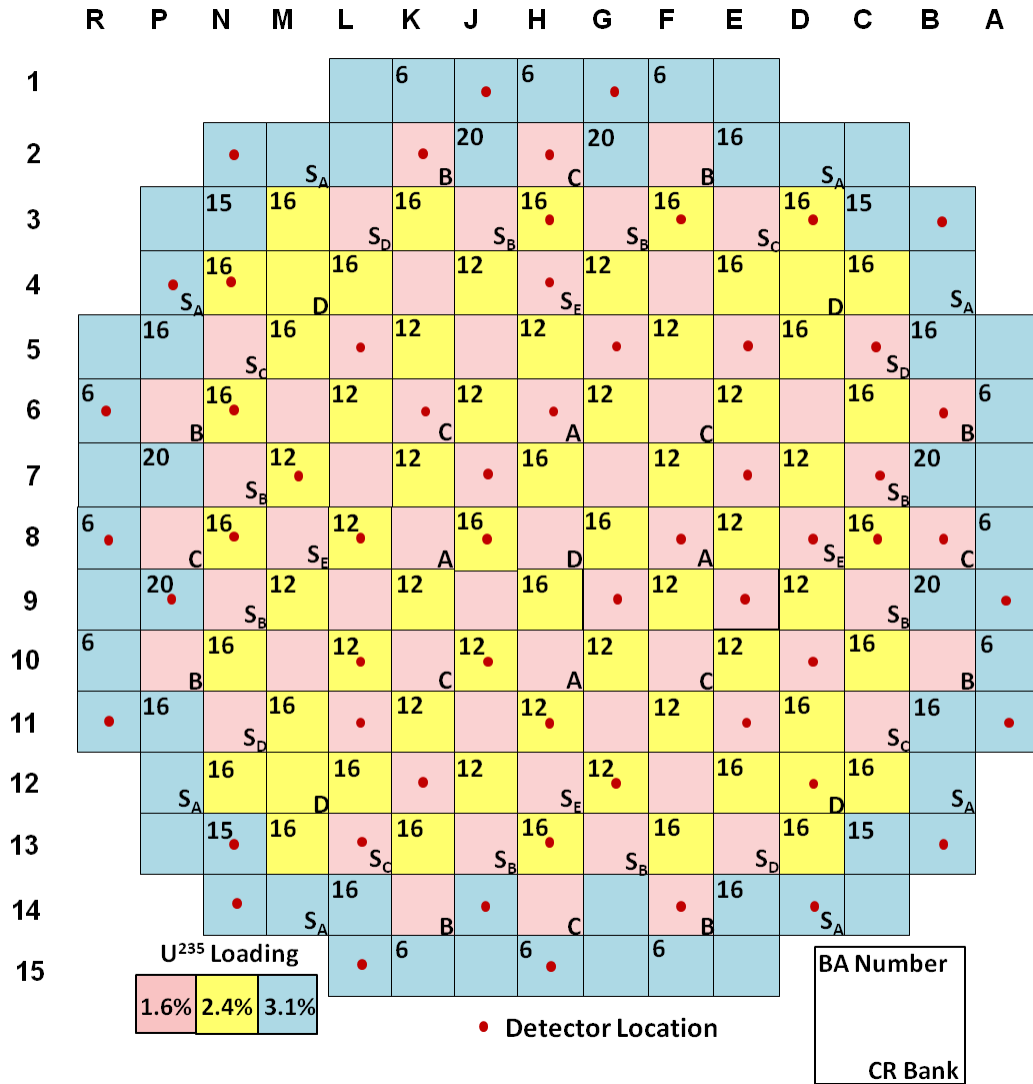 R P N M L K J H G F E D C B A
1 6 6 6
2 20 20 16
S_A B C B S_A
3 15 16 16 16 16 16 15
S_D S_B S_B S_C
4 16 16 12 12 16 16
S_A D S_E D S_A
5 16 16 12 12 12 16 16
S_C S_D
6 6 16 12 12 12 12 16 6
B C A C B
7 20 12 12 16 12 12 20
S_B S_B
8 6 16 12 16 16 12 16 6
C S_E A D A S_E C
9 20 12 12 16 12 12 20
S_B S_B
10 6 16 12 12 12 12 16 6
B C A C B
11 16 16 12 12 12 16 16
S_D S_C
12 16 16 12 12 16 16
S_A D S_E D S_A
13 15 16 16 16 16 16 15
S_C S_B S_B S_D
14 16 16
S_A B C B S_A
15 6 6 6
U²³⁵ Loading
1.6% 2.4% 3.1%
Detector Location
BA Number
CR Bank